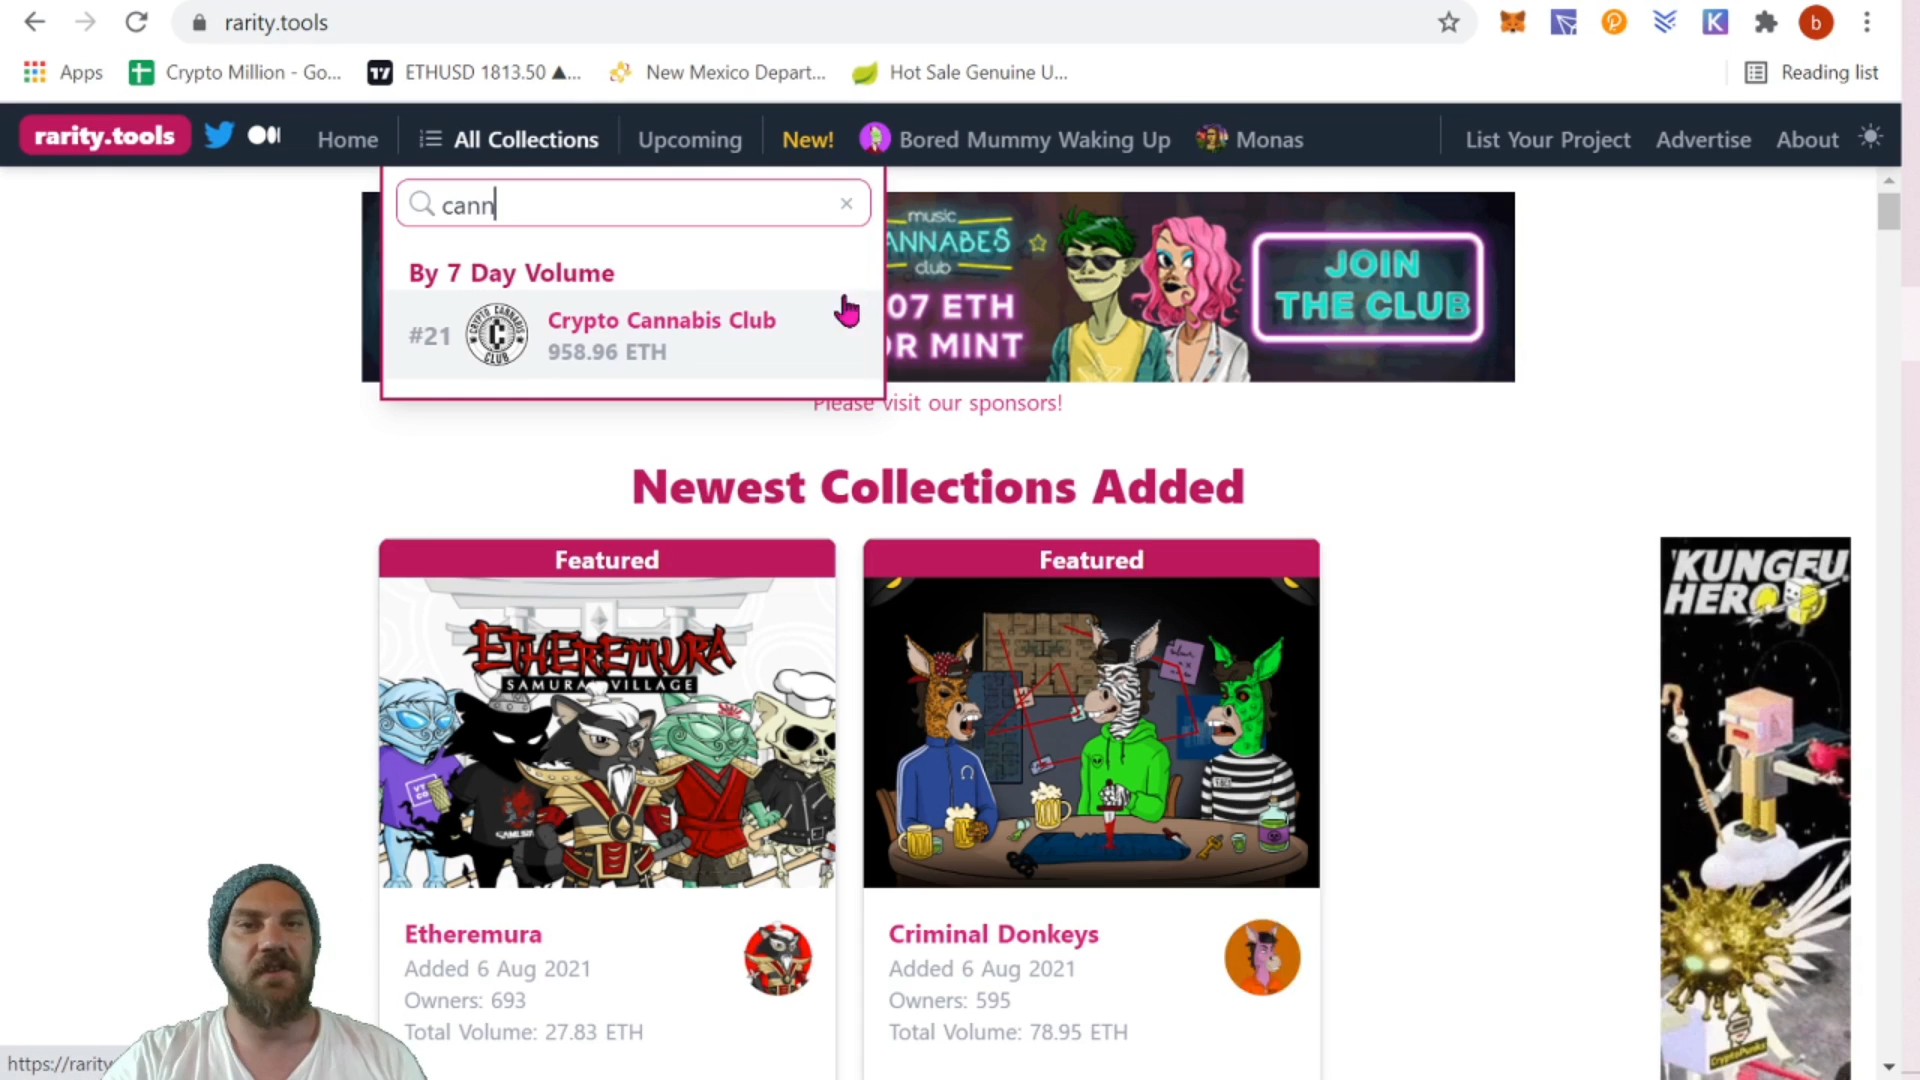 rarity.tools
Apps
Crypto Million - Go...
ETHUSD 1813.50 ▲...
New Mexico Depart...
Hot Sale Genuine U...
Reading list
rarity.tools
Home
All Collections
Upcoming
New!
Bored Mummy Waking Up
Monas
List Your Project
Advertise
About
cann
By 7 Day Volume
#21
Crypto Cannabis Club
958.96 ETH
CRYPTO CANNABIS
CLUB
music
ANNABES
club
07 ETH
OR MINT
JOIN
THE CLUB
Please visit our sponsors!
Newest Collections Added
Featured
Featured
ETHEREMURA
SAMURAI VILLAGE
KUNGFU
HERO
Etheremura
Added 6 Aug 2021
Owners: 693
Total Volume: 27.83 ETH
Criminal Donkeys
Added 6 Aug 2021
Owners: 595
Total Volume: 78.95 ETH
CryptoPunks
https://rarity